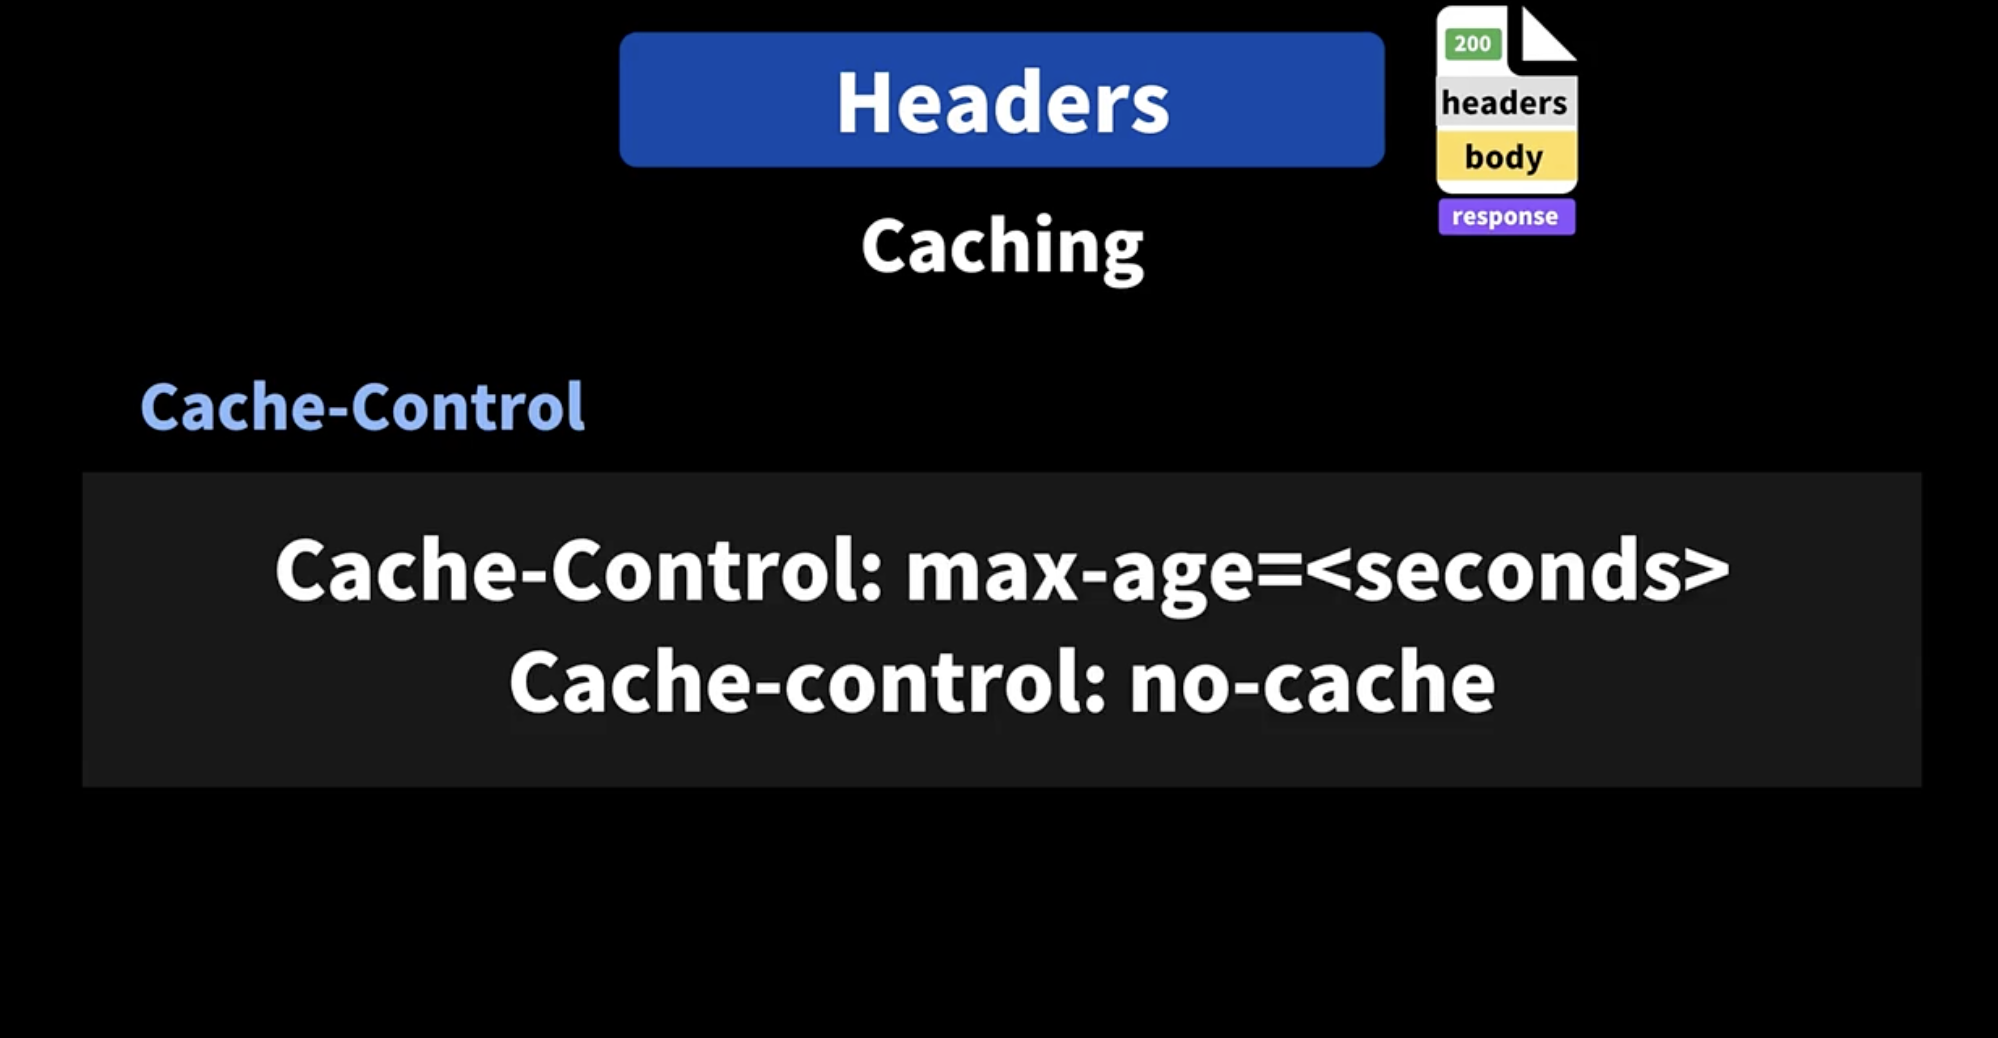 Headers
200
headers
body
response
Caching
Cache-Control
Cache-Control: max-age=<seconds>
Cache-control: no-cache